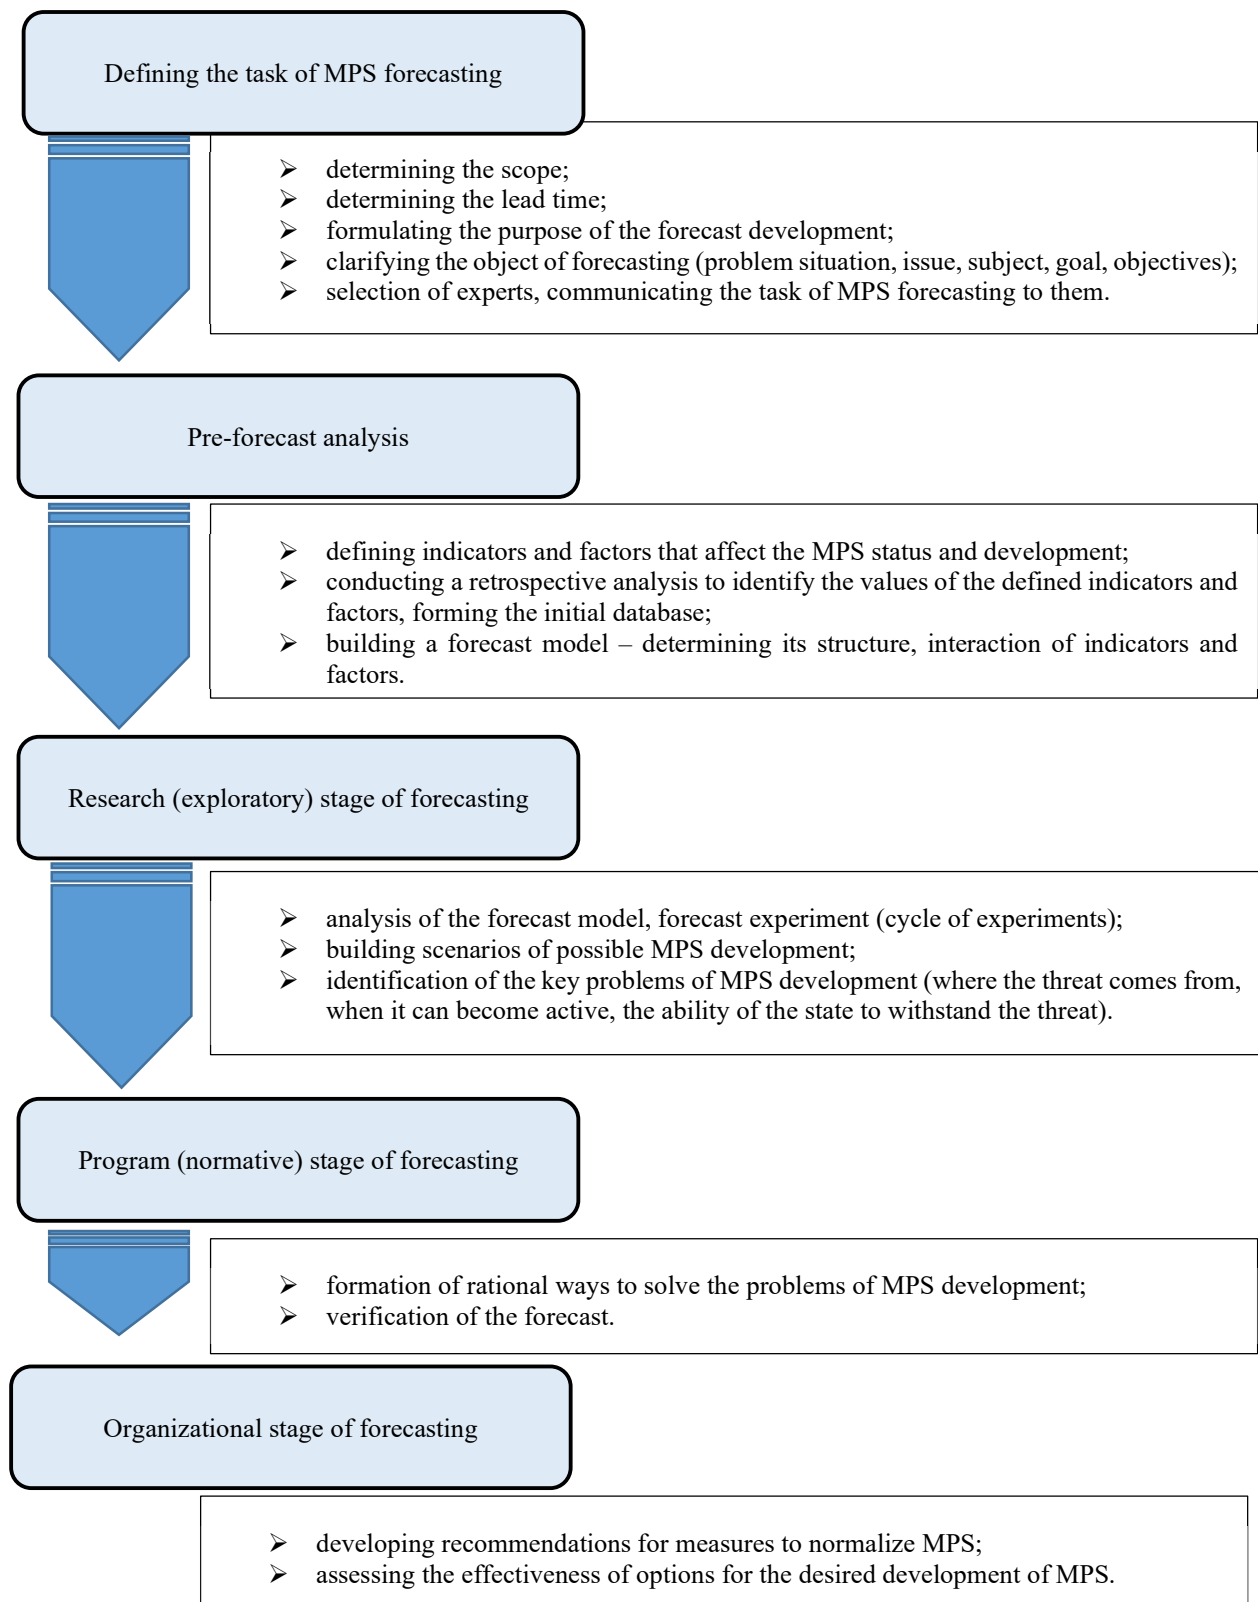 Defining the task of MPS forecasting
➢ determining the scope;
➢ determining the lead time;
➢ formulating the purpose of the forecast development;
➢ clarifying the object of forecasting (problem situation, issue, subject, goal, objectives);
➢ selection of experts, communicating the task of MPS forecasting to them.
Pre-forecast analysis
➢ defining indicators and factors that affect the MPS status and development;
➢ conducting a retrospective analysis to identify the values of the defined indicators and
factors, forming the initial database;
➢ building a forecast model – determining its structure, interaction of indicators and
factors.
Research (exploratory) stage of forecasting
➢ analysis of the forecast model, forecast experiment (cycle of experiments);
➢ building scenarios of possible MPS development;
➢ identification of the key problems of MPS development (where the threat comes from,
when it can become active, the ability of the state to withstand the threat).
Program (normative) stage of forecasting
➢ formation of rational ways to solve the problems of MPS development;
➢ verification of the forecast.
Organizational stage of forecasting
➢ developing recommendations for measures to normalize MPS;
➢ assessing the effectiveness of options for the desired development of MPS.